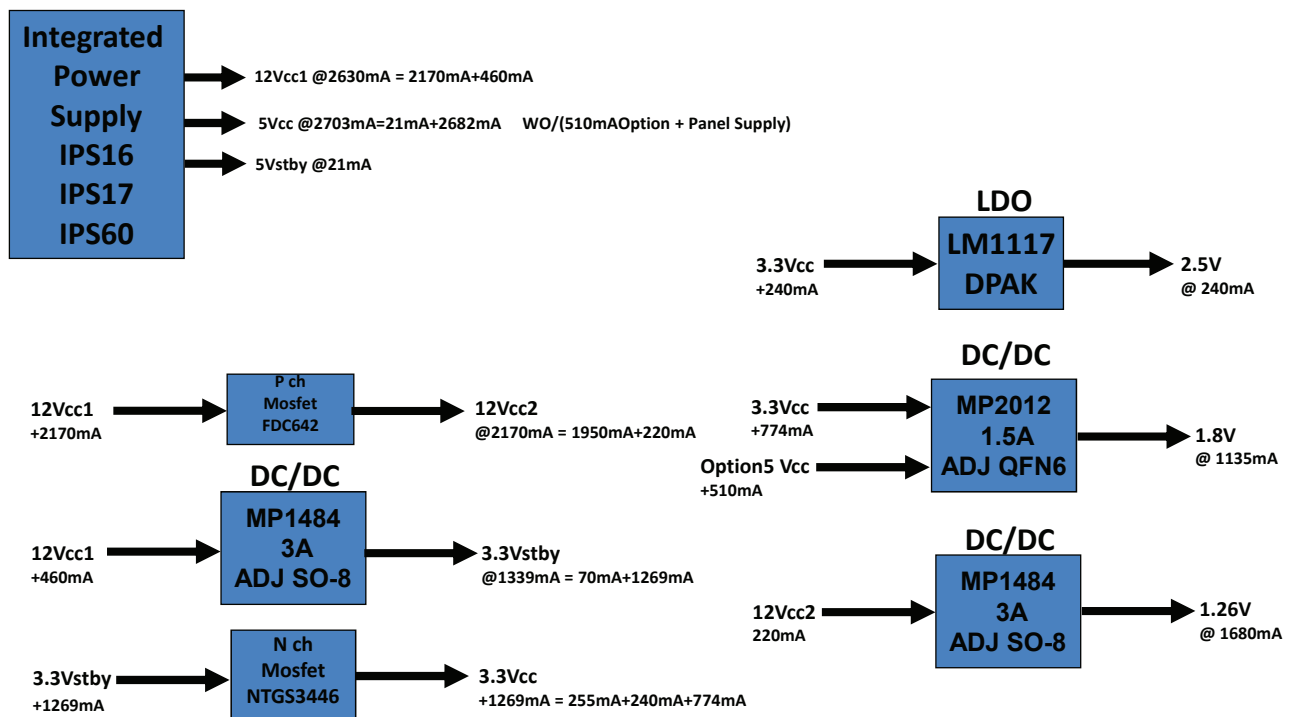 Integrated
Power
Supply
IPS16
IPS17
IPS60
12Vcc1 @2630mA = 2170mA+460mA
5Vcc @2703mA=21mA+2682mA WO/(510mAOption + Panel Supply)
5Vstby @21mA
LDO
LM1117
DPAK
3.3Vcc
+240mA
2.5V
@ 240mA
12Vcc1
+2170mA
P ch
Mosfet
FDC642
12Vcc2
@2170mA = 1950mA+220mA
DC/DC
MP2012
1.5A
ADJ QFN6
3.3Vcc
+774mA
Option5 Vcc
+510mA
1.8V
@ 1135mA
DC/DC
MP1484
3A
ADJ SO-8
12Vcc1
+460mA
3.3Vstby
@1339mA = 70mA+1269mA
DC/DC
MP1484
3A
ADJ SO-8
12Vcc2
220mA
1.26V
@ 1680mA
3.3Vstby
+1269mA
N ch
Mosfet
NTGS3446
3.3Vcc
+1269mA = 255mA+240mA+774mA